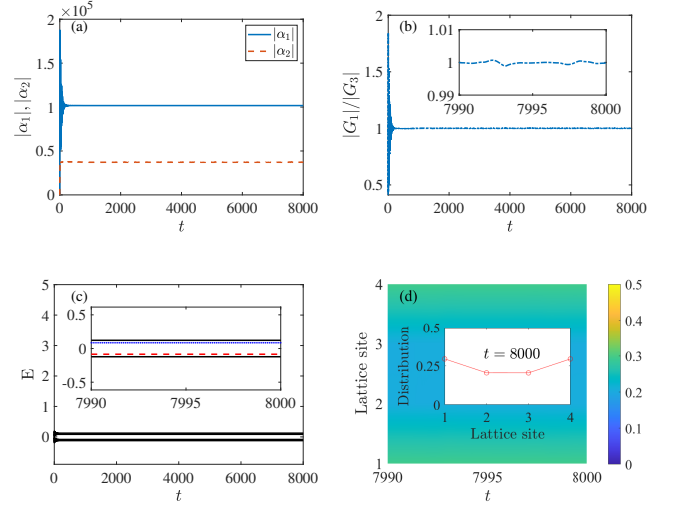 ×10⁵
(a)
2
1.5
1
0.5
0
|α₁|, |α₂|
|α₁|
|α₂|
0 2000 4000 6000 8000
t
(b)
2
1.5
1
0.5
|G₁|/|G₃|
1.01
1
0.99
7990 7995 8000
0 2000 4000 6000 8000
t
(c)
5
4
3
2
1
0
E
0.5
0
-0.5
7990 7995 8000
0 2000 4000 6000 8000
t
(d)
4
3
2
1
Lattice site
0.5
0.25
0
Distribution
t = 8000
1 2 3 4
Lattice site
7990 7995 8000
t
0.5
0.4
0.3
0.2
0.1
0